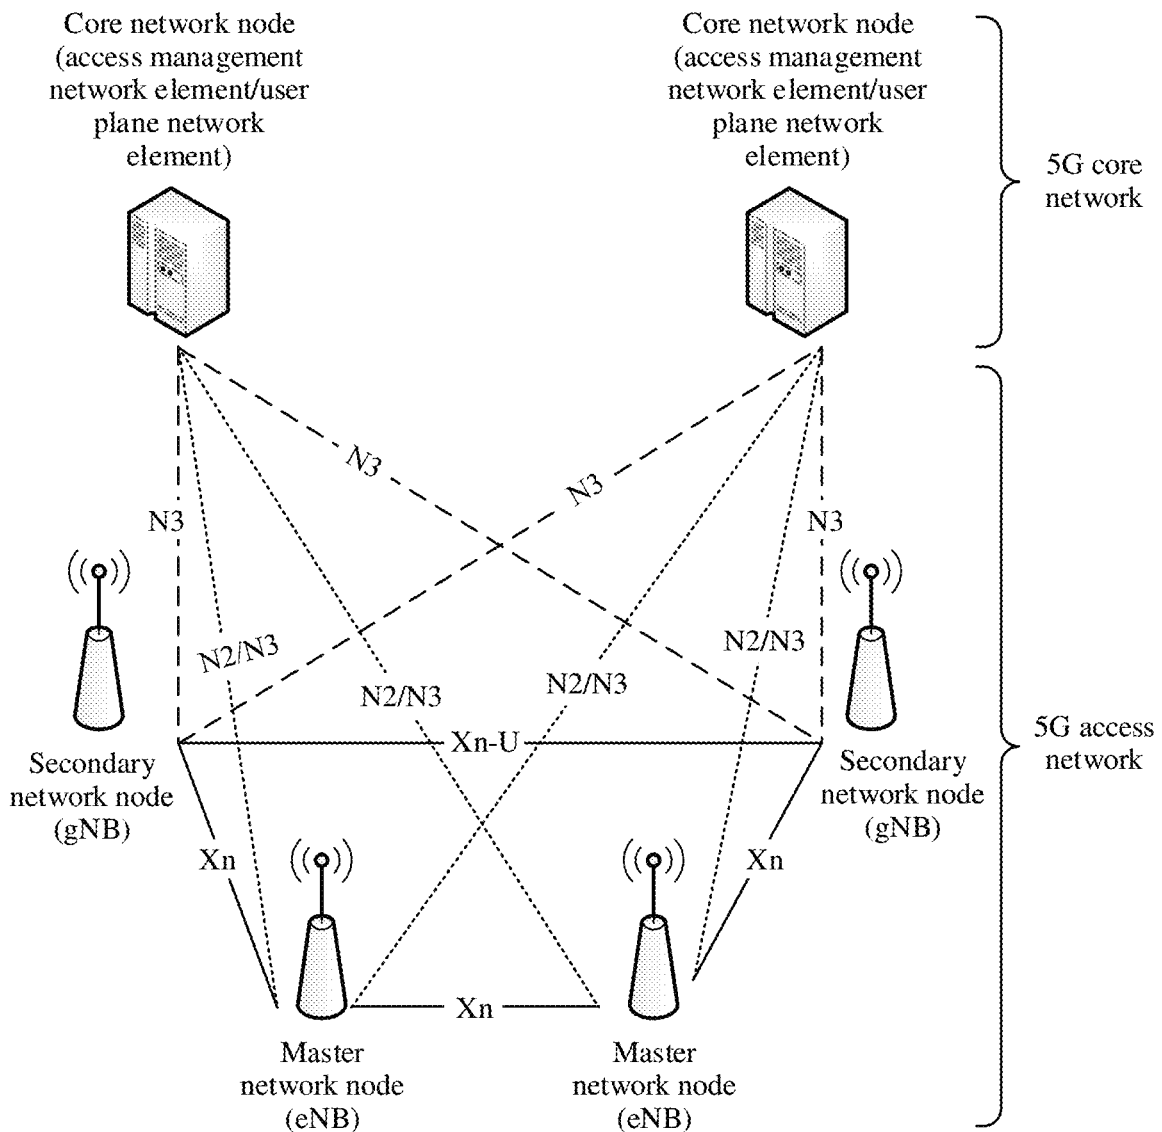 Core network node
(access management
network element/user
plane network
element)
Core network node
(access management
network element/user
plane network
element)
5G core
network
N3
N3
N3
N3
N2/N3
N2/N3
N2/N3
N2/N3
Xn-U
Secondary
network node
(gNB)
Secondary
network node
(gNB)
5G access
network
Xn
Xn
Xn
Master
network node
(eNB)
Master
network node
(eNB)